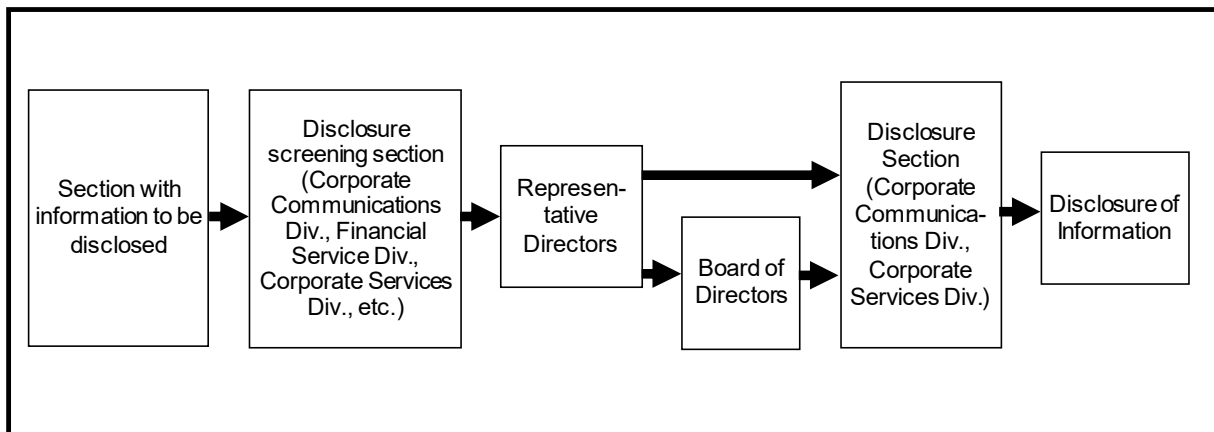 Section with
information to be
disclosed
Disclosure
screening section
(Corporate
Communications
Div., Financial
Service Div.,
Corporate Services
Div., etc.)
Represen-
tative
Directors
Board of
Directors
Disclosure
Section
(Corporate
Communica-
tions Div.,
Corporate
Services Div.)
Disclosure of
Information